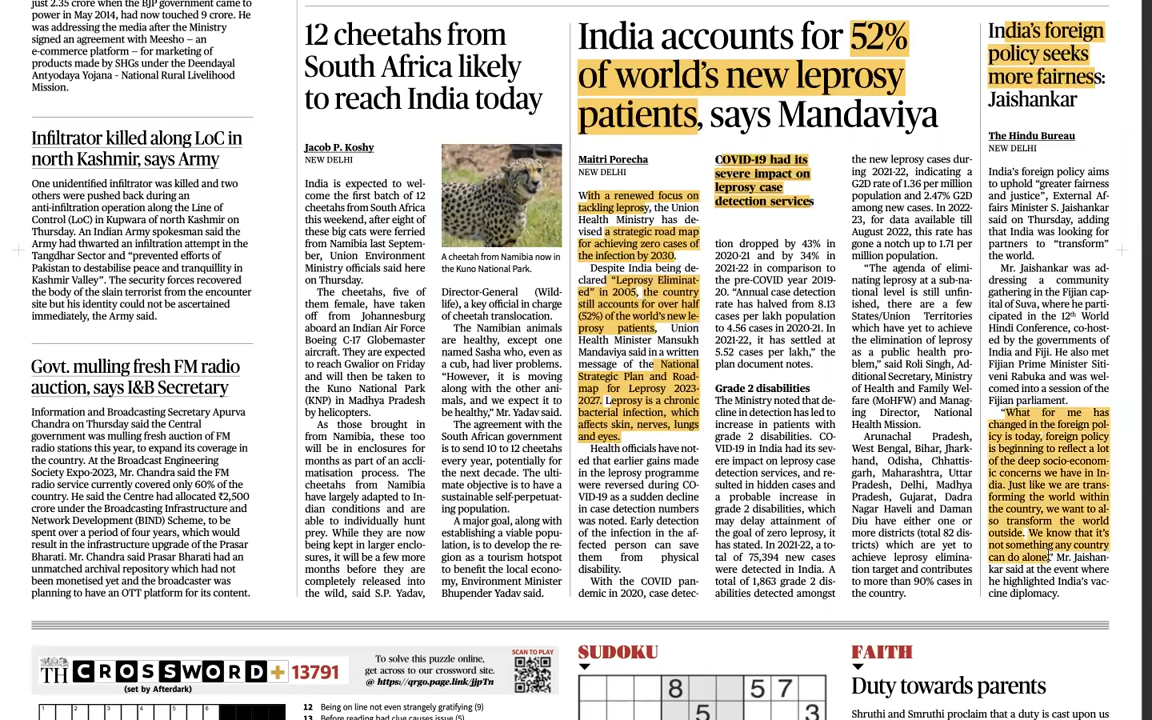 just 2.35 crore when the BJP government came to
power in May 2014, had now touched 9 crore. He
was addressing the media after the Ministry
signed an agreement with Meesho — an
e-commerce platform — for marketing of
products made by SHGs under the Deendayal
Antyodaya Yojana - National Rural Livelihood
Mission.
Infiltrator killed along LoC in
north Kashmir, says Army
One unidentified infiltrator was killed and two
others were pushed back during an
anti-infiltration operation along the Line of
Control (LoC) in Kupwara of north Kashmir on
Thursday. An Indian Army spokesman said the
Army had thwarted an infiltration attempt in the
Tangdhar Sector and “prevented efforts of
Pakistan to destabilise peace and tranquillity in
Kashmir Valley”. The security forces recovered
the body of the slain terrorist from the encounter
site but his identity could not be ascertained
immediately, the Army said.
Govt. mulling fresh FM radio
auction, says I&B Secretary
Information and Broadcasting Secretary Apurva
Chandra on Thursday said the Central
government was mulling fresh auction of FM
radio stations this year, to expand its coverage in
the country. At the Broadcast Engineering
Society Expo-2023, Mr. Chandra said the FM
radio service currently covered only 60% of the
country. He said the Centre had allocated ₹2,500
crore under the Broadcasting Infrastructure and
Network Development (BIND) Scheme, to be
spent over a period of four years, which would
result in the infrastructure upgrade of the Prasar
Bharati. Mr. Chandra said Prasar Bharati had an
unmatched archival repository which had not
been monetised yet and the broadcaster was
planning to have an OTT platform for its content.
12 cheetahs from
South Africa likely
to reach India today
Jacob P. Koshy
NEW DELHI
India is expected to wel-
come the first batch of 12
cheetahs from South Africa
this weekend, after eight of
these big cats were ferried
from Namibia last Septem-
ber, Union Environment
Ministry officials said here
on Thursday.
The cheetahs, five of
them female, have taken
off from Johannesburg
aboard an Indian Air Force
Boeing C-17 Globemaster
aircraft. They are expected
to reach Gwalior on Friday
and will then be taken to
the Kuno National Park
(KNP) in Madhya Pradesh
by helicopters.
As those brought in
from Namibia, these too
will be in enclosures for
months as part of an accli-
matisation process. The
cheetahs from Namibia
have largely adapted to In-
dian conditions and are
able to individually hunt
prey. While they are now
being kept in larger enclo-
sures, it will be a few more
months before they are
completely released into
the wild, said S.P. Yadav,
A cheetah from Namibia now in
the Kuno National Park.
Director-General (Wild-
life), a key official in charge
of cheetah translocation.
The Namibian animals
are healthy, except one
named Sasha who, even as
a cub, had liver problems.
“However, it is moving
along with the other ani-
mals, and we expect it to
be healthy,” Mr. Yadav said.
The agreement with the
South African government
is to send 10 to 12 cheetahs
every year, potentially for
the next decade. The ulti-
mate objective is to have a
sustainable self-perpetuat-
ing population.
A major goal, along with
establishing a viable popu-
lation, is to develop the re-
gion as a tourism hotspot
to benefit the local econo-
my, Environment Minister
Bhupender Yadav said.
India accounts for 52%
of world’s new leprosy
patients, says Mandaviya
Maitri Porecha
NEW DELHI
With a renewed focus on
tackling leprosy, the Union
Health Ministry has de-
vised a strategic road map
for achieving zero cases of
the infection by 2030.
Despite India being de-
clared “Leprosy Eliminat-
ed” in 2005, the country
still accounts for over half
(52%) of the world’s new le-
prosy patients, Union
Health Minister Mansukh
Mandaviya said in a written
message of the National
Strategic Plan and Road-
map for Leprosy 2023-
2027. Leprosy is a chronic
bacterial infection, which
affects skin, nerves, lungs
and eyes.
Health officials have not-
ed that earlier gains made
in the leprosy programme
were reversed during CO-
VID-19 as a sudden decline
in case detection numbers
was noted. Early detection
of the infection in the af-
fected person can save
them from physical
disability.
With the COVID pan-
demic in 2020, case detec-
COVID-19 had its
severe impact on
leprosy case
detection services
tion dropped by 43% in
2020-21 and by 34% in
2021-22 in comparison to
the pre-COVID year 2019-
20. “Annual case detection
rate has halved from 8.13
cases per lakh population
to 4.56 cases in 2020-21. In
2021-22, it has settled at
5.52 cases per lakh,” the
plan document notes.
Grade 2 disabilities
The Ministry noted that de-
cline in detection has led to
increase in patients with
grade 2 disabilities. CO-
VID-19 in India had its sev-
ere impact on leprosy case
detection services, and re-
sulted in hidden cases and
a probable increase in
grade 2 disabilities, which
may delay attainment of
the goal of zero leprosy, it
has stated. In 2021-22, a to-
tal of 75,394 new cases
were detected in India. A
total of 1,863 grade 2 dis-
abilities detected amongst
the new leprosy cases dur-
ing 2021-22, indicating a
G2D rate of 1.36 per million
population and 2.47% G2D
among new cases. In 2022-
23, for data available till
August 2022, this rate has
gone a notch up to 1.71 per
million population.
“The agenda of elimi-
nating leprosy at a sub-na-
tional level is still unfin-
ished, there are a few
States/Union Territories
which have yet to achieve
the elimination of leprosy
as a public health pro-
blem,” said Roli Singh, Ad-
ditional Secretary, Ministry
of Health and Family Wel-
fare (MoHFW) and Manag-
ing Director, National
Health Mission.
Arunachal Pradesh,
West Bengal, Bihar, Jhark-
hand, Odisha, Chhattis-
garh, Maharashtra, Uttar
Pradesh, Delhi, Madhya
Pradesh, Gujarat, Dadra
Nagar Haveli and Daman
Diu have either one or
more districts (total 82 dis-
tricts) which are yet to
achieve leprosy elimina-
tion target and contributes
to more than 90% cases in
the country.
India’s foreign
policy seeks
more fairness:
Jaishankar
The Hindu Bureau
NEW DELHI
India’s foreign policy aims
to uphold “greater fairness
and justice”, External Af-
fairs Minister S. Jaishankar
said on Thursday, adding
that India was looking for
partners to “transform”
the world.
Mr. Jaishankar was ad-
dressing a community
gathering in the Fijian cap-
ital of Suva, where he parti-
cipated in the 12th World
Hindi Conference, co-host-
ed by the governments of
India and Fiji. He also met
Fijian Prime Minister Siti-
veni Rabuka and was wel-
comed into a session of the
Fijian parliament.
“What for me has
changed in the foreign pol-
icy is today, foreign policy
is beginning to reflect a lot
of the deep socio-econom-
ic concerns we have in In-
dia. Just like we are trans-
forming the world within
the country, we want to al-
so transform the world
outside. We know that it’s
not something any country
can do alone,” Mr. Jaishan-
kar said at the event where
he highlighted India’s vac-
cine diplomacy.
TH CROSSWORD+ 13791
(set by Afterdark)
To solve this puzzle online,
get across to our crossword site.
@ https://qrgo.page.link/jjpTn
SCAN TO PLAY
1 2 3 4 5 6
12 Being on line not even strangely gratifying (9)
13 Before reading had clue causes issue (5)
SUDOKU
8 5 7
5 3
FAITH
Duty towards parents
Shruthi and Smruthi proclaim that a duty is cast upon us